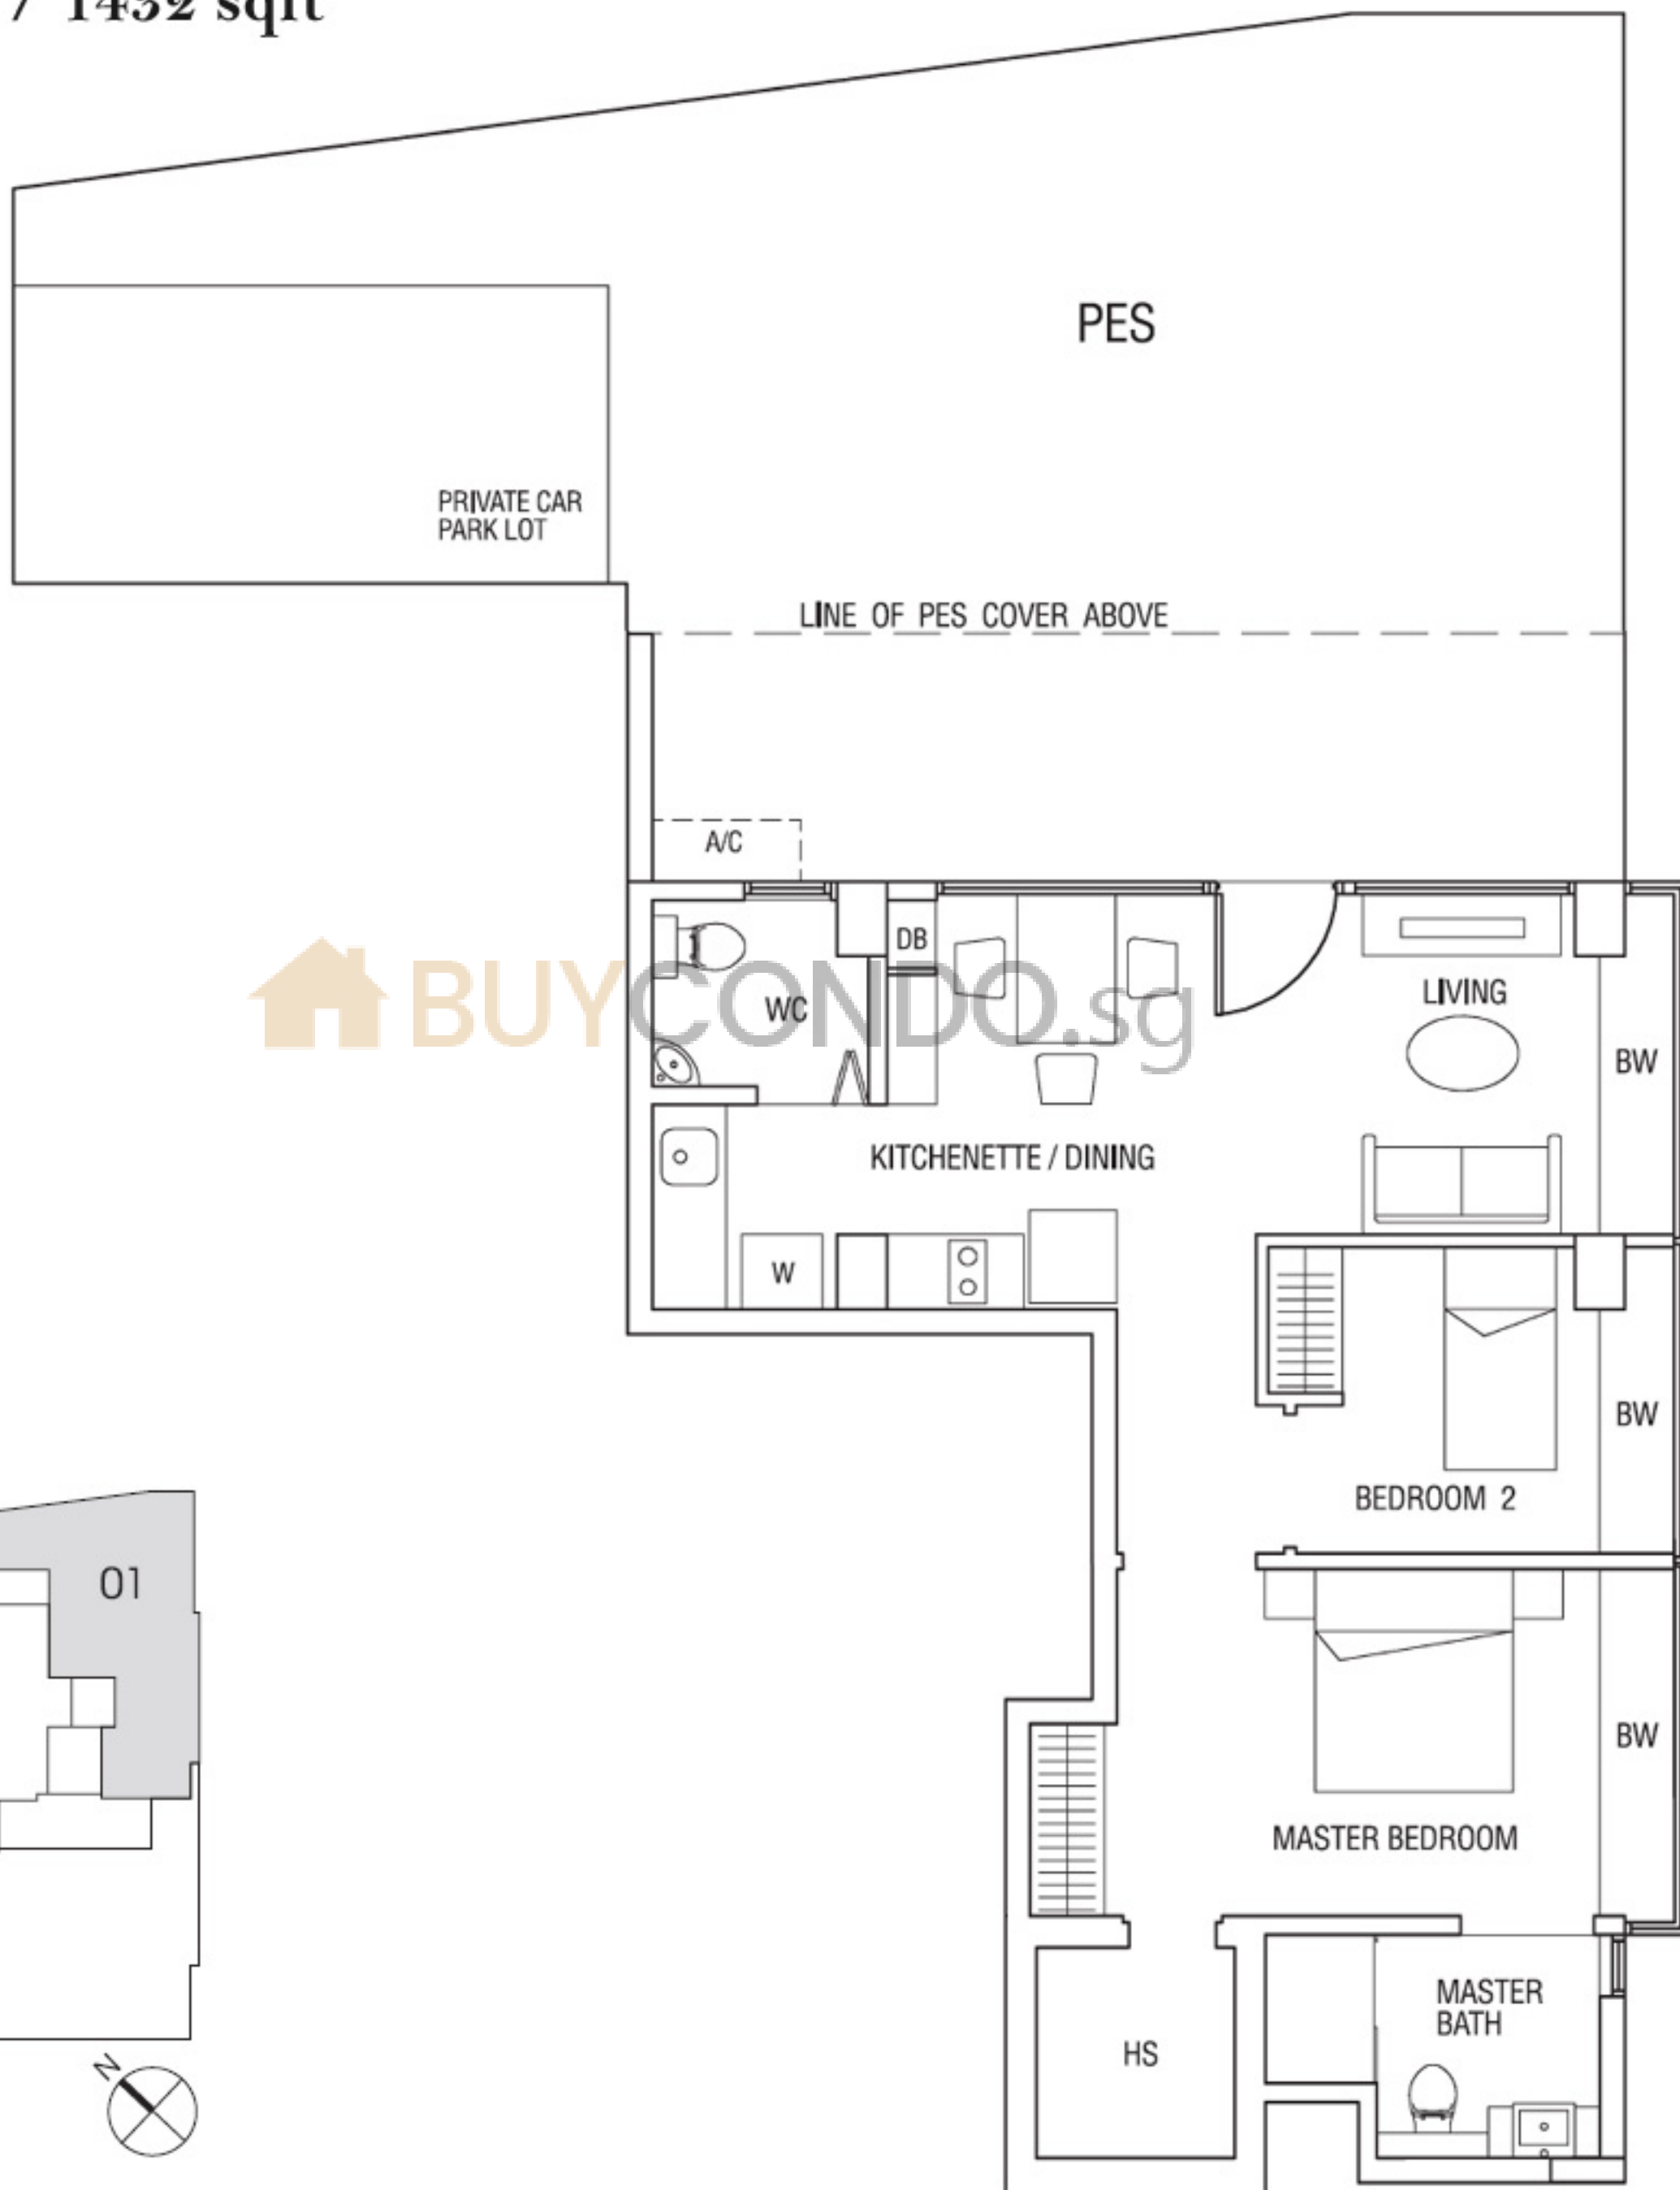 / 1432 sqft
PES
PRIVATE CAR
PARK LOT
LINE OF PES COVER ABOVE
A/C
DB
WC
LIVING
BUYCONDO.sg
BW
KITCHENETTE / DINING
W
BW
BEDROOM 2
01
BW
MASTER BEDROOM
MASTER
BATH
HS
N